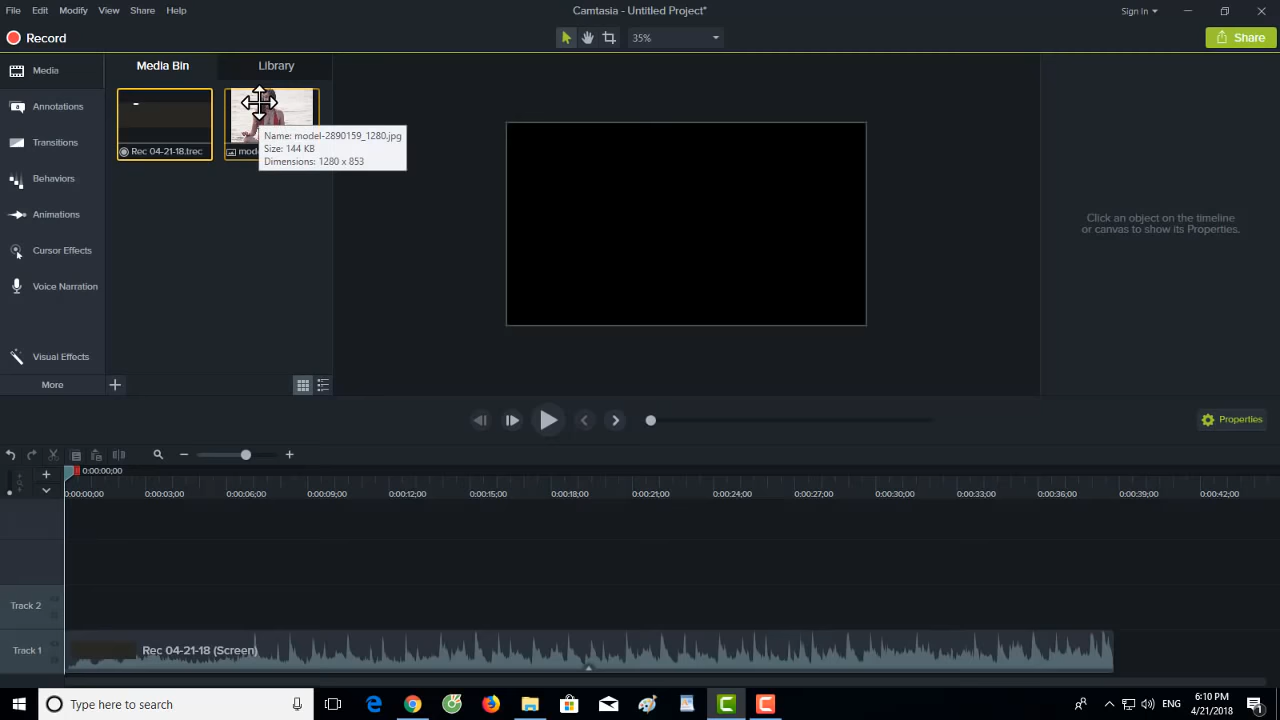 File Edit Modify View Share Help
Camtasia - Untitled Project*
Sign In
Record
35%
Share
Media
Media Bin
Library
Annotations
Transitions
Behaviors
Animations
Cursor Effects
Voice Narration
Visual Effects
More
Rec 04-21-18.trec
Name: model-2890159_1280.jpg
Size: 144 KB
Dimensions: 1280 x 853
Click an object on the timeline
or canvas to show its Properties.
Properties
0:00:00;00
0:00:00;00 0:00:03;00 0:00:06;00 0:00:09;00 0:00:12;00 0:00:15;00 0:00:18;00 0:00:21;00 0:00:24;00 0:00:27;00 0:00:30;00 0:00:33;00 0:00:36;00 0:00:39;00 0:00:42;00
Track 2
Track 1
Rec 04-21-18 (Screen)
Type here to search
ENG
6:10 PM
4/21/2018